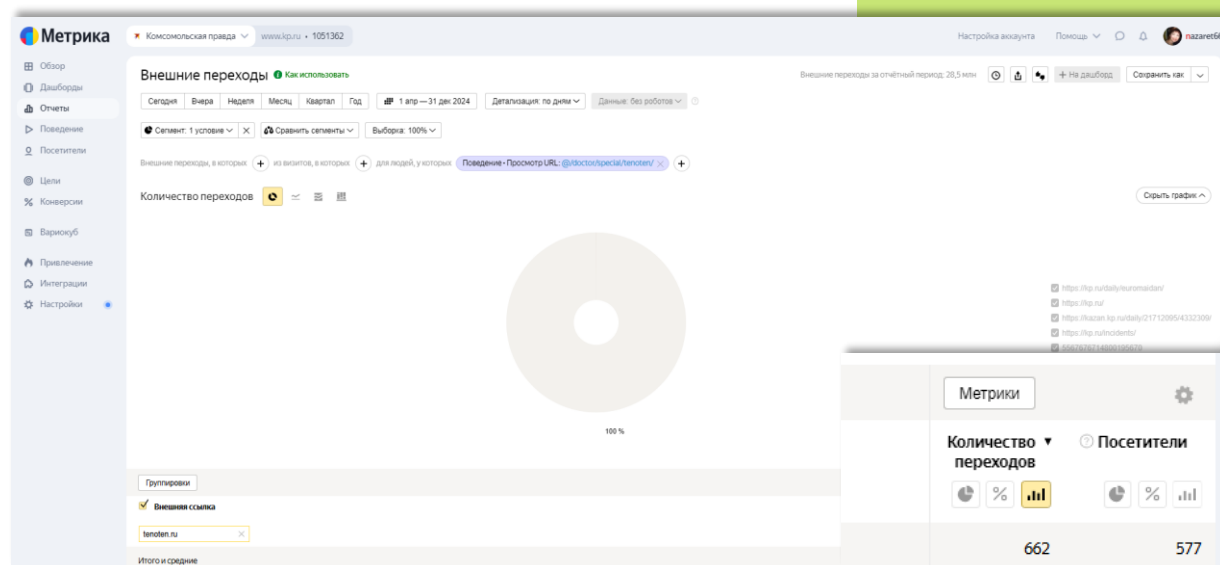 Метрика
Комсомольская правда www.kp.ru • 1051362
Настройка аккаунта Помощь nazaret6
Обзор
Дашборды
Отчеты
Поведение
Посетители
Цели
Конверсии
Вариокуб
Привлечение
Интеграции
Настройки
Внешние переходы Как использовать
Внешние переходы за отчётный период: 28,5 млн + На дашборд Сохранить как
Сегодня Вчера Неделя Месяц Квартал Год 1 апр — 31 дек 2024 Детализация: по дням Данные: без роботов
Сегмент: 1 условие Сравнить сегменты Выборка: 100%
Внешние переходы, в которых + из визитов, в которых + для людей, у которых Поведение - Просмотр URL: @/doctor/special/tenoten/ +
Количество переходов
Скрыть график
https://kp.ru/daily/euromaidan/
https://kp.ru/
https://kazan.kp.ru/daily/21712095/4332309/
https://kp.ru/incidents/
100 %
Группировки
Внешняя ссылка
tenoten.ru
Итого и средние
Метрики
Количество переходов
Посетители
%
%
662 577